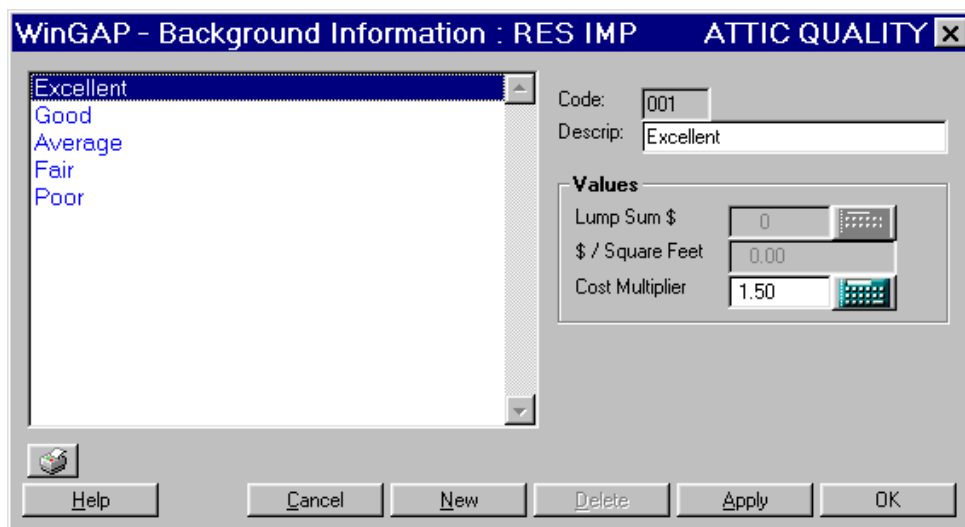 WinGAP - Background Information : RES IMP ATTIC QUALITY
Excellent
Good
Average
Fair
Poor
Code: 001
Descrip: Excellent
Values
Lump Sum $ 0
$ / Square Feet 0.00
Cost Multiplier 1.50
Help Cancel New Delete Apply OK